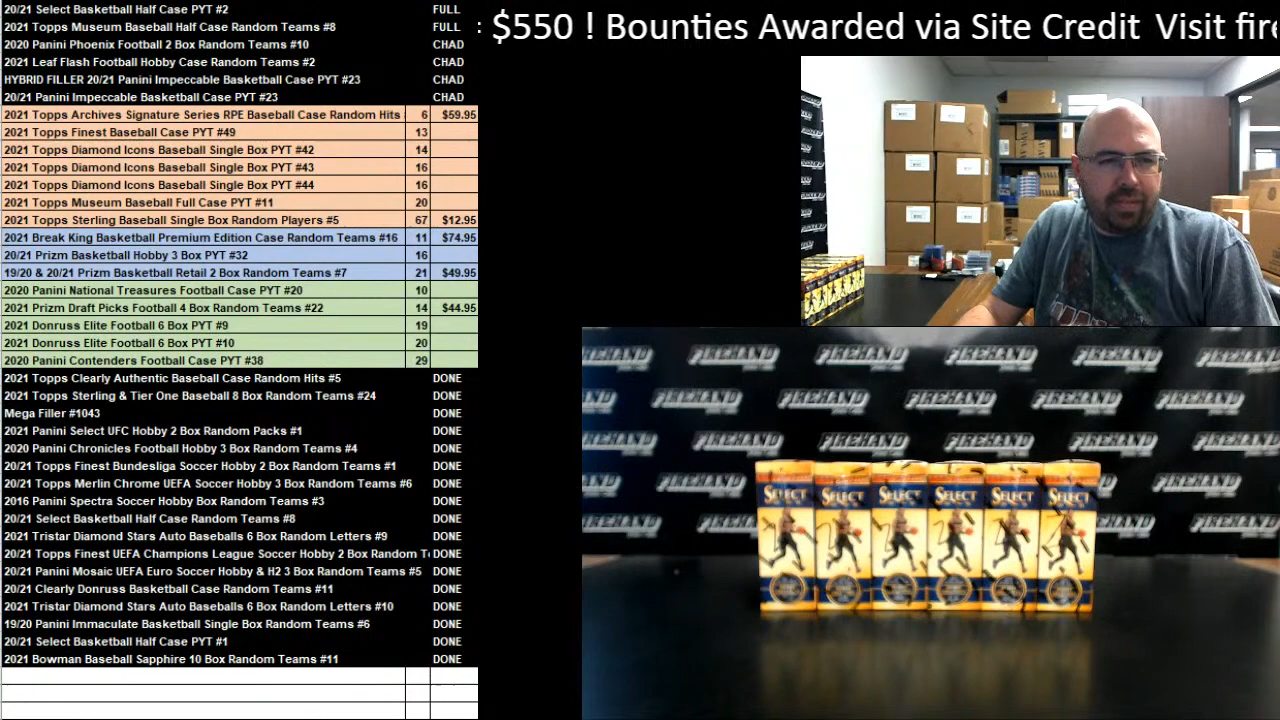 20/21 Select Basketball Half Case PYT #2 FULL
2021 Topps Museum Baseball Half Case Random Teams #8 FULL
2020 Panini Phoenix Football 2 Box Random Teams #10 CHAD
2021 Leaf Flash Football Hobby Case Random Teams #2 CHAD
HYBRID FILLER 20/21 Panini Impeccable Basketball Case PYT #23 CHAD
20/21 Panini Impeccable Basketball Case PYT #23 CHAD
2021 Topps Archives Signature Series RPE Baseball Case Random Hits 6 $59.95
2021 Topps Finest Baseball Case PYT #49 13
2021 Topps Diamond Icons Baseball Single Box PYT #42 14
2021 Topps Diamond Icons Baseball Single Box PYT #43 16
2021 Topps Diamond Icons Baseball Single Box PYT #44 16
2021 Topps Museum Baseball Full Case PYT #11 20
2021 Topps Sterling Baseball Single Box Random Players #5 67 $12.95
2021 Break King Basketball Premium Edition Case Random Teams #16 11 $74.95
20/21 Prizm Basketball Hobby 3 Box PYT #32 16
19/20 & 20/21 Prizm Basketball Retail 2 Box Random Teams #7 21 $49.95
2020 Panini National Treasures Football Case PYT #20 10
2021 Prizm Draft Picks Football 4 Box Random Teams #22 14 $44.95
2021 Donruss Elite Football 6 Box PYT #9 19
2021 Donruss Elite Football 6 Box PYT #10 20
2020 Panini Contenders Football Case PYT #38 29
2021 Topps Clearly Authentic Baseball Case Random Hits #5 DONE
2021 Topps Sterling & Tier One Baseball 8 Box Random Teams #24 DONE
Mega Filler #1043 DONE
2021 Panini Select UFC Hobby 2 Box Random Packs #1 DONE
2020 Panini Chronicles Football Hobby 3 Box Random Teams #4 DONE
20/21 Topps Finest Bundesliga Soccer Hobby 2 Box Random Teams #1 DONE
20/21 Topps Merlin Chrome UEFA Soccer Hobby 3 Box Random Teams #6 DONE
2016 Panini Spectra Soccer Hobby Box Random Teams #3 DONE
20/21 Select Basketball Half Case Random Teams #8 DONE
2021 Tristar Diamond Stars Auto Baseballs 6 Box Random Letters #9 DONE
20/21 Topps Finest UEFA Champions League Soccer Hobby 2 Box Random T DONE
20/21 Panini Mosaic UEFA Euro Soccer Hobby & H2 3 Box Random Teams #5 DONE
20/21 Clearly Donruss Basketball Case Random Teams #11 DONE
2021 Tristar Diamond Stars Auto Baseballs 6 Box Random Letters #10 DONE
19/20 Panini Immaculate Basketball Single Box Random Teams #6 DONE
20/21 Select Basketball Half Case PYT #1 DONE
2021 Bowman Baseball Sapphire 10 Box Random Teams #11 DONE
: $550 ! Bounties Awarded via Site Credit Visit fire
FIREHAND FIREHAND FIREHAND FIREHAND FIREHAND
FIREHAND FIREHAND FIREHAND FIREHAND FIREHAND
SELECT SELECT SELECT SELECT SELECT SELECT